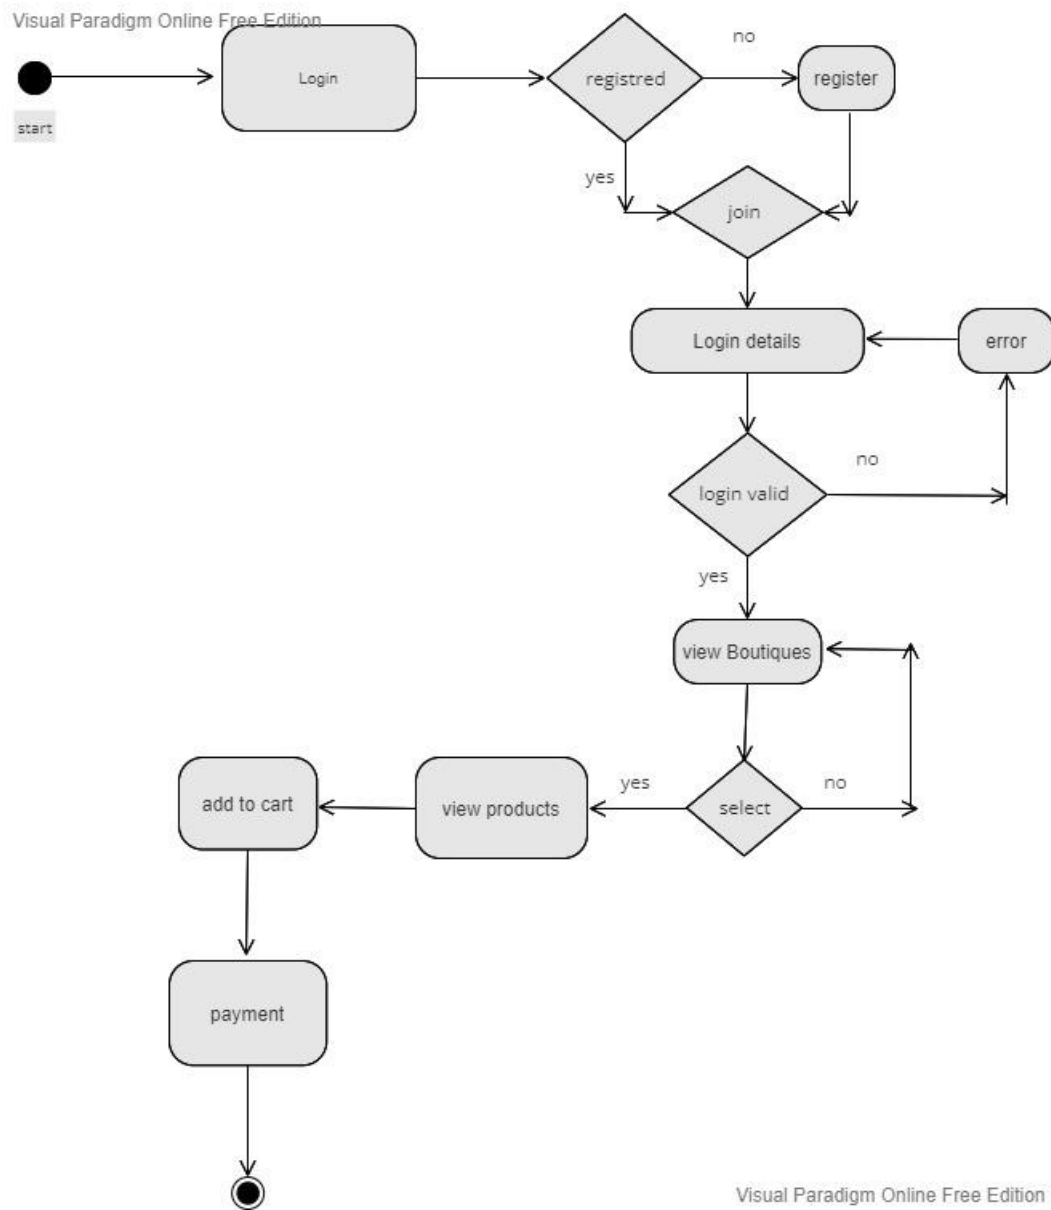 Visual Paradigm Online Free Edition
Login
registred
no
register
start
yes
join
Login details
error
login valid
no
yes
view Boutiques
add to cart
view products
yes
select
no
payment
Visual Paradigm Online Free Edition